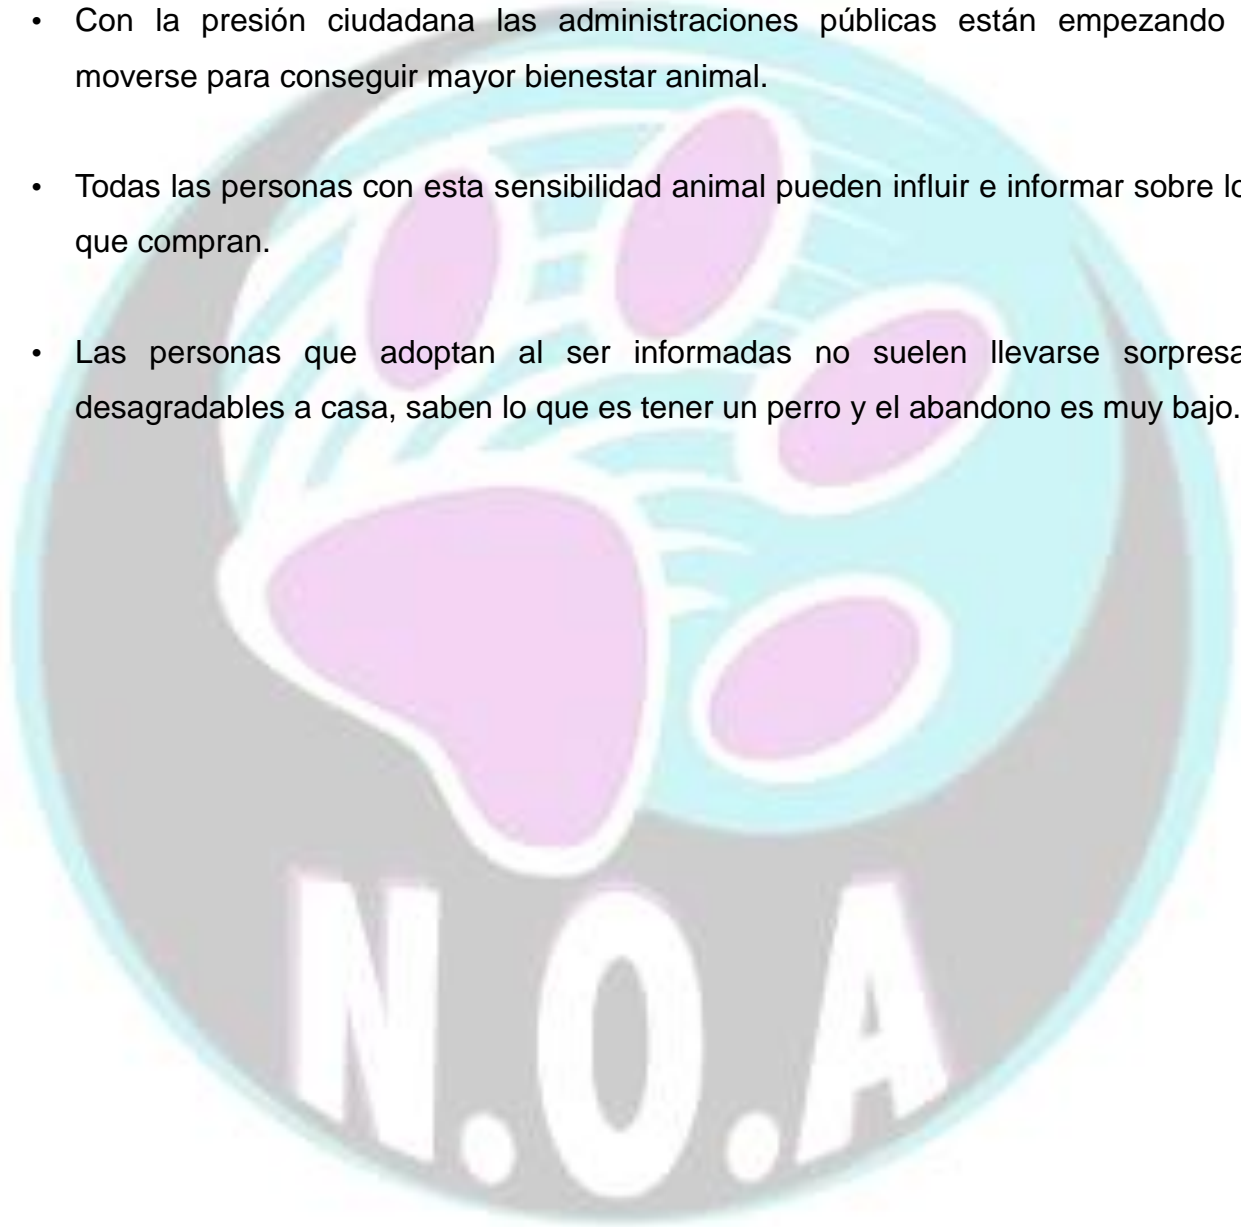 • Con la presión ciudadana las administraciones públicas están empezando
moverse para conseguir mayor bienestar animal.
• Todas las personas con esta sensibilidad animal pueden influir e informar sobre lo
que compran.
• Las personas que adoptan al ser informadas no suelen llevarse sorpresa
desagradables a casa, saben lo que es tener un perro y el abandono es muy bajo.
N.O.A